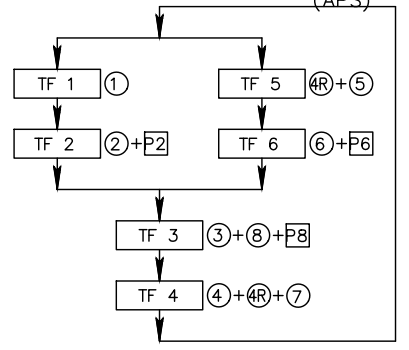 (AP3)
TF 1 ① TF 5 4R+⑤
TF 2 ②+P2 TF 6 ⑥+P6
TF 3 ③+⑧+P8
TF 4 ④+4R+⑦